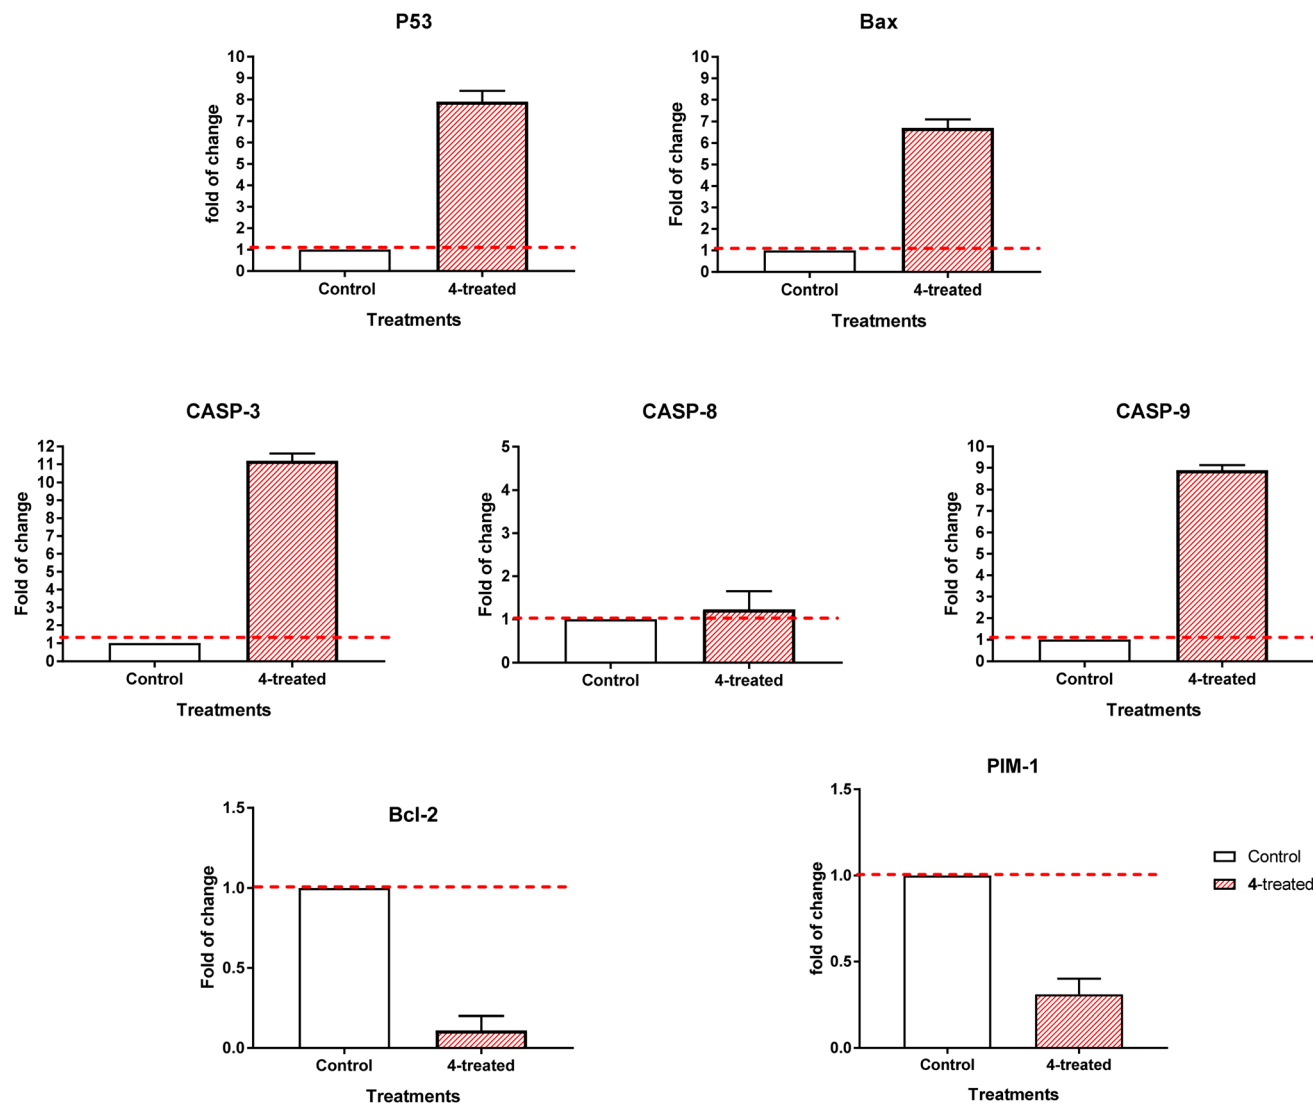 P53
Bax
10
9
8
7
6
5
4
3
2
1
0
fold of change
Control
4-treated
Treatments
10
9
8
7
6
5
4
3
2
1
0
Fold of change
Control
4-treated
Treatments
CASP-3
CASP-8
CASP-9
12
11
10
9
8
7
6
5
4
3
2
1
0
Fold of change
Control
4-treated
Treatments
5
4
3
2
1
0
Fold of change
Control
4-treated
10
9
8
7
6
5
4
3
2
1
0
Fold of change
Control
4-treated
Treatments
Bcl-2
1.5
1.0
0.5
0.0
Fold of change
Control
4-treated
Treatments
PIM-1
1.5
1.0
0.5
0.0
fold of change
Control
4-treated
Treatments
Control
4-treated